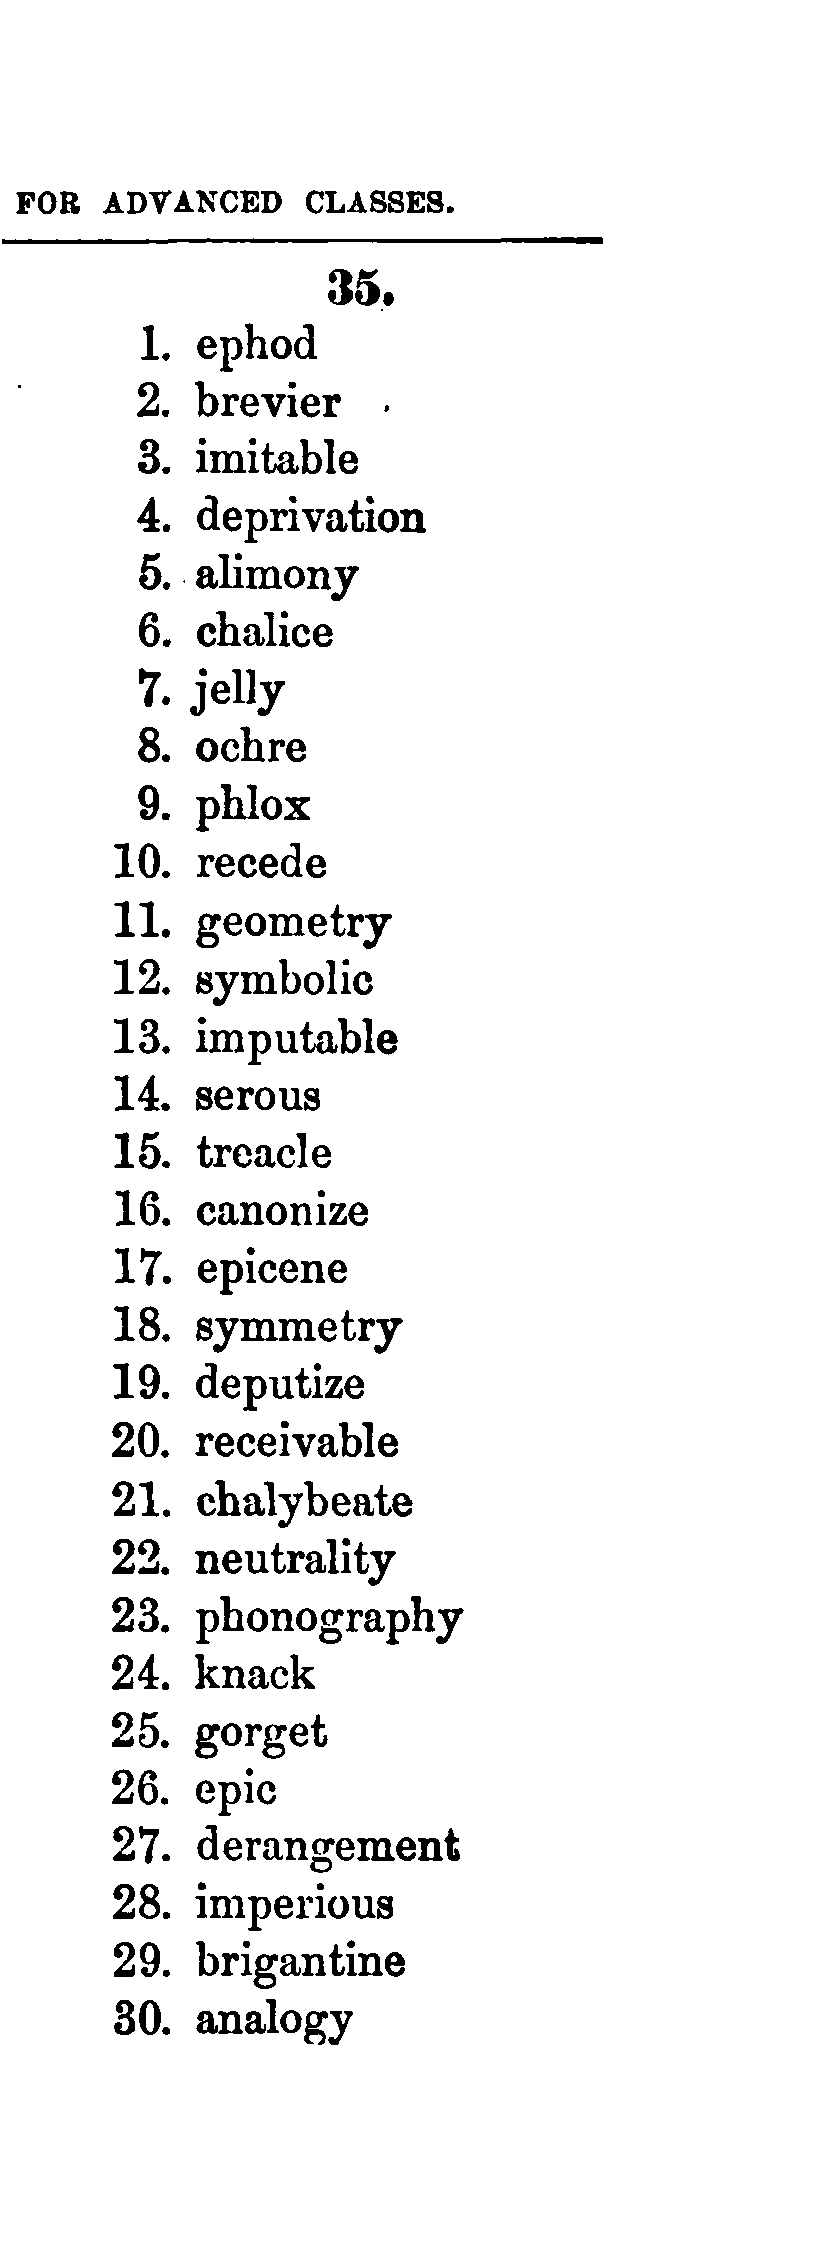 FOR ADVANCED CLASSES.
35.
1. ephod
2. brevier
3. imitable
4. deprivation
5. alimony
6. chalice
7. jelly
8. ochre
9. phlox
10. recede
11. geometry
12. symbolic
13. imputable
14. serous
15. treacle
16. canonize
17. epicene
18. symmetry
19. deputize
20. receivable
21. chalybeate
22. neutrality
23. phonography
24. knack
25. gorget
26. epic
27. derangement
28. imperious
29. brigantine
30. analogy